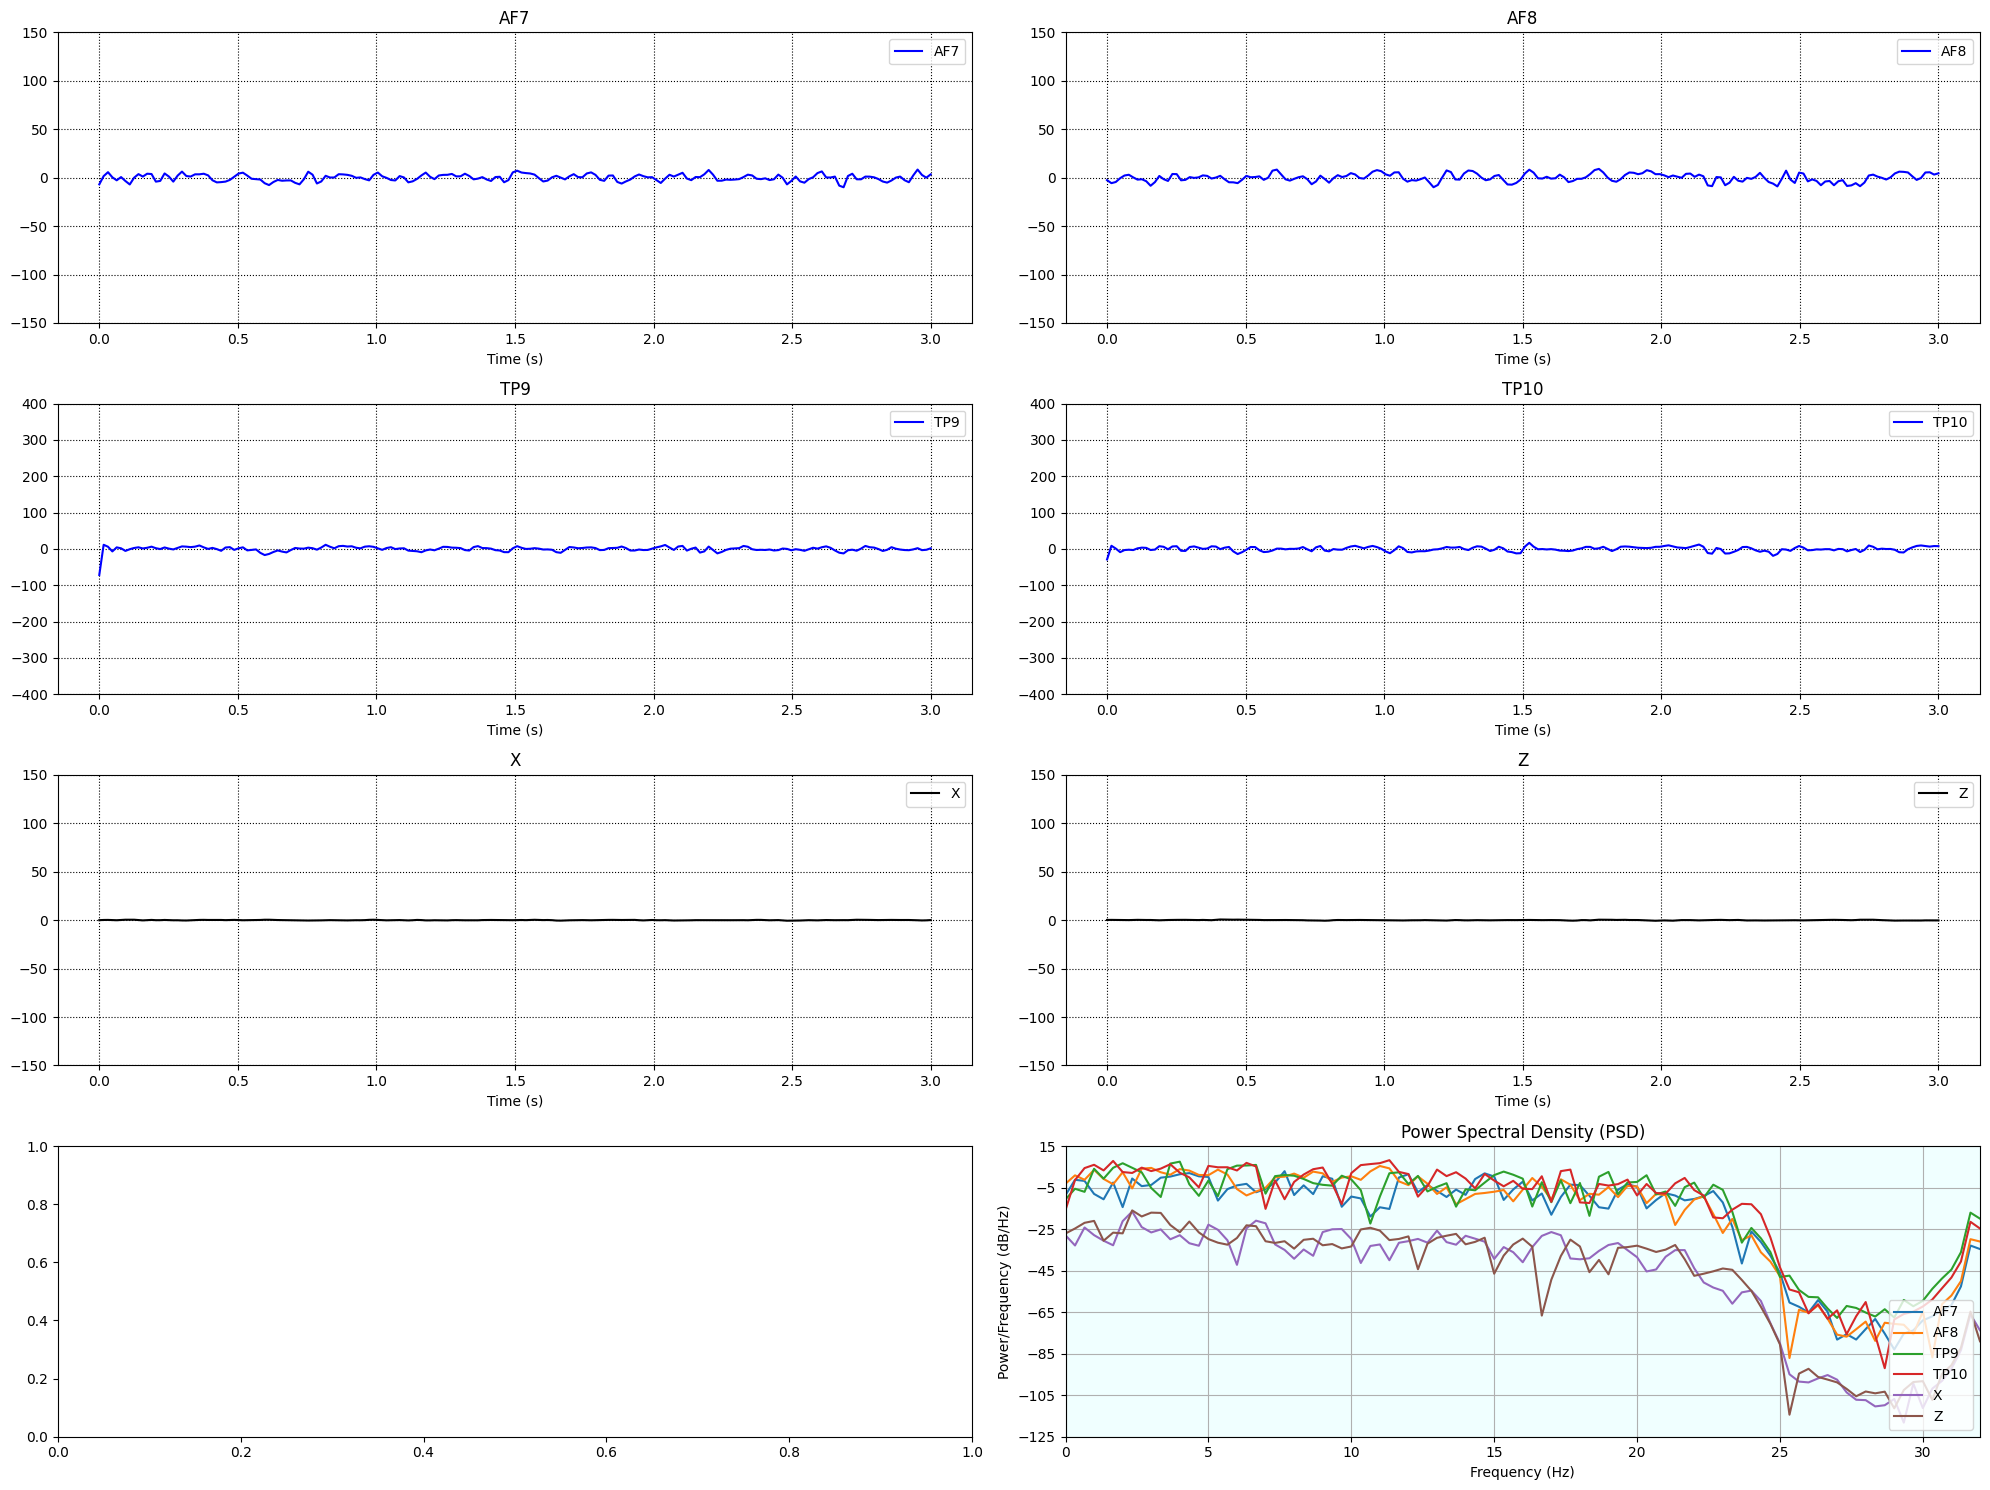 AF7
AF8
150
100
50
0
−50
−100
−150
AF7
150
100
50
0
−50
−100
−150
AF8
0.0 0.5 1.0 1.5 2.0 2.5 3.0
Time (s)
0.0 0.5 1.0 1.5 2.0 2.5 3.0
Time (s)
TP9
TP10
400
300
200
100
0
−100
−200
−300
−400
TP9
400
300
200
100
0
−100
−200
−300
−400
TP10
0.0 0.5 1.0 1.5 2.0 2.5 3.0
Time (s)
0.0 0.5 1.0 1.5 2.0 2.5 3.0
Time (s)
X
Z
150
100
50
0
−50
−100
−150
X
150
100
50
0
−50
−100
−150
Z
0.0 0.5 1.0 1.5 2.0 2.5 3.0
Time (s)
0.0 0.5 1.0 1.5 2.0 2.5 3.0
Time (s)
1.0
0.8
0.6
0.4
0.2
0.0
0.0 0.2 0.4 0.6 0.8 1.0
Power Spectral Density (PSD)
Power/Frequency (dB/Hz)
15
−5
−25
−45
−65
−85
−105
−125
AF7
AF8
TP9
TP10
X
Z
0 5 10 15 20 25 30
Frequency (Hz)